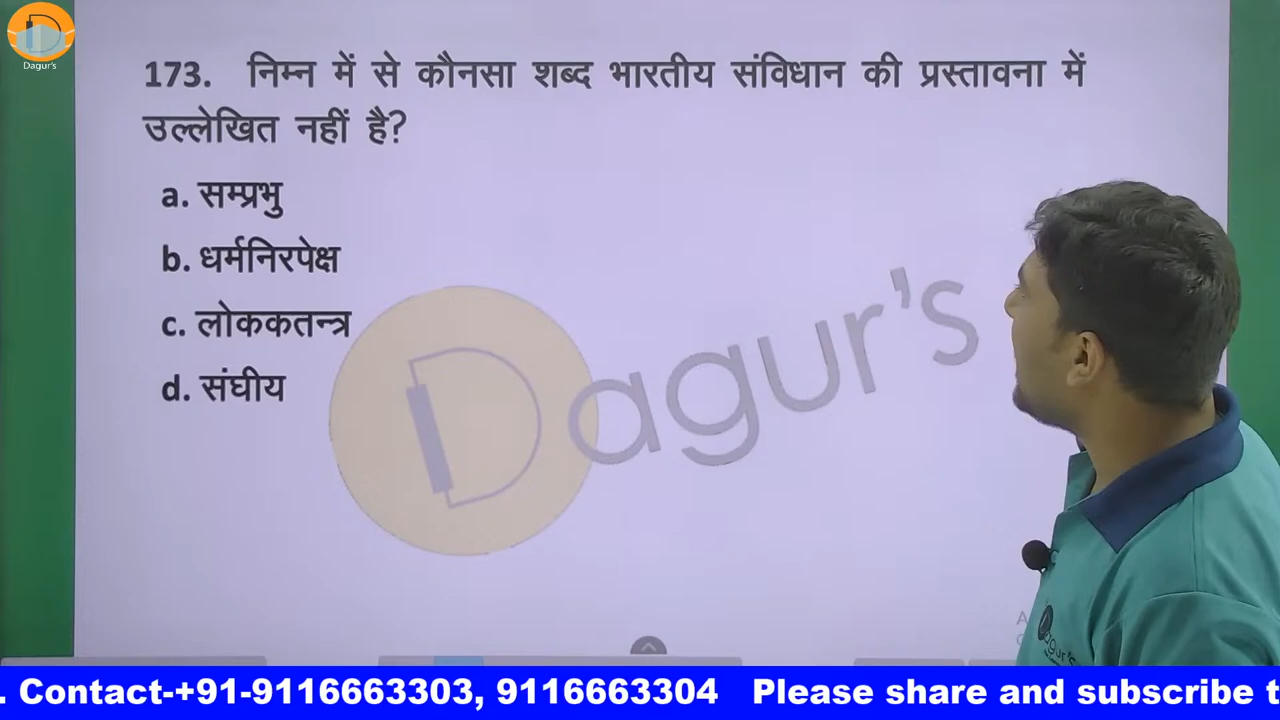 Dagur's
173. निम्न में से कौनसा शब्द भारतीय संविधान की प्रस्तावना में
उल्लेखित नहीं है?
a. सम्प्रभु
b. धर्मनिरपेक्ष
c. लोककतन्त्र
d. संघीय
Dagur's
. Contact-+91-9116663303, 9116663304 Please share and subscribe t